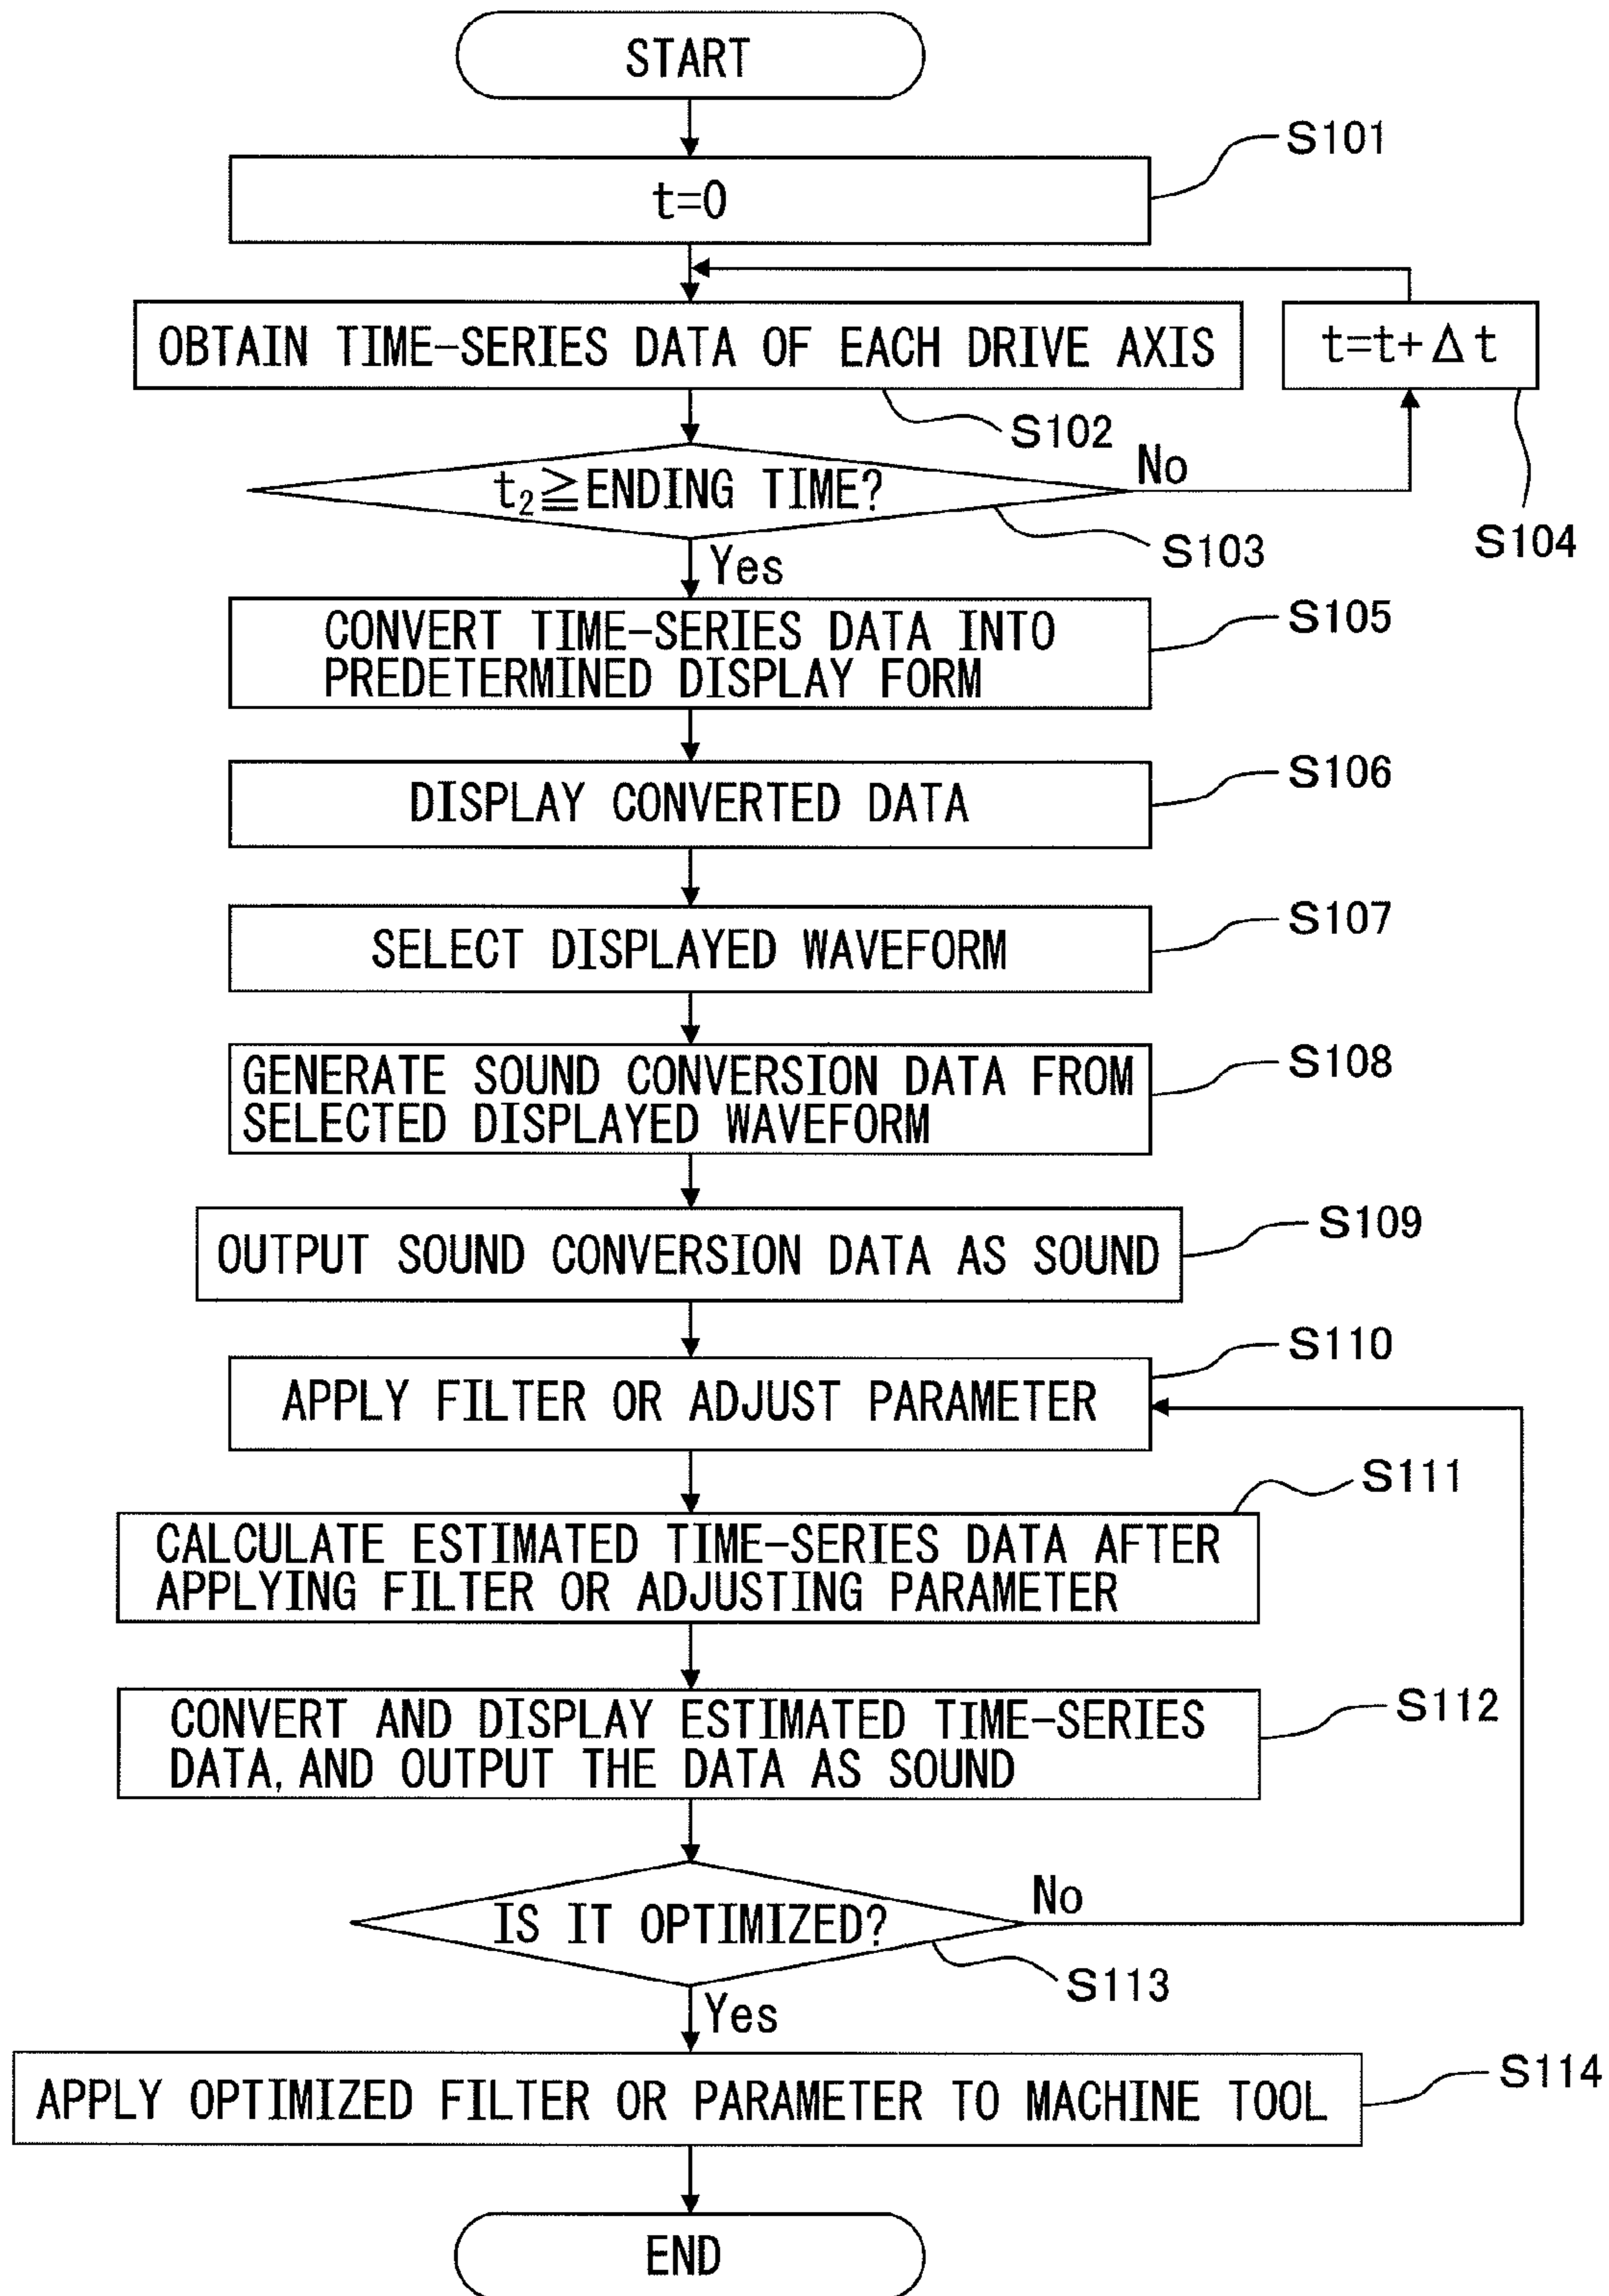 START
S101
t=0
OBTAIN TIME-SERIES DATA OF EACH DRIVE AXIS
t=t+Δt
S102
t₂≧ENDING TIME?
No
S103
S104
Yes
CONVERT TIME-SERIES DATA INTO
PREDETERMINED DISPLAY FORM
S105
DISPLAY CONVERTED DATA
S106
SELECT DISPLAYED WAVEFORM
S107
GENERATE SOUND CONVERSION DATA FROM
SELECTED DISPLAYED WAVEFORM
S108
OUTPUT SOUND CONVERSION DATA AS SOUND
S109
APPLY FILTER OR ADJUST PARAMETER
S110
S111
CALCULATE ESTIMATED TIME-SERIES DATA AFTER
APPLYING FILTER OR ADJUSTING PARAMETER
CONVERT AND DISPLAY ESTIMATED TIME-SERIES
DATA, AND OUTPUT THE DATA AS SOUND
S112
IS IT OPTIMIZED?
No
S113
Yes
APPLY OPTIMIZED FILTER OR PARAMETER TO MACHINE TOOL
S114
END